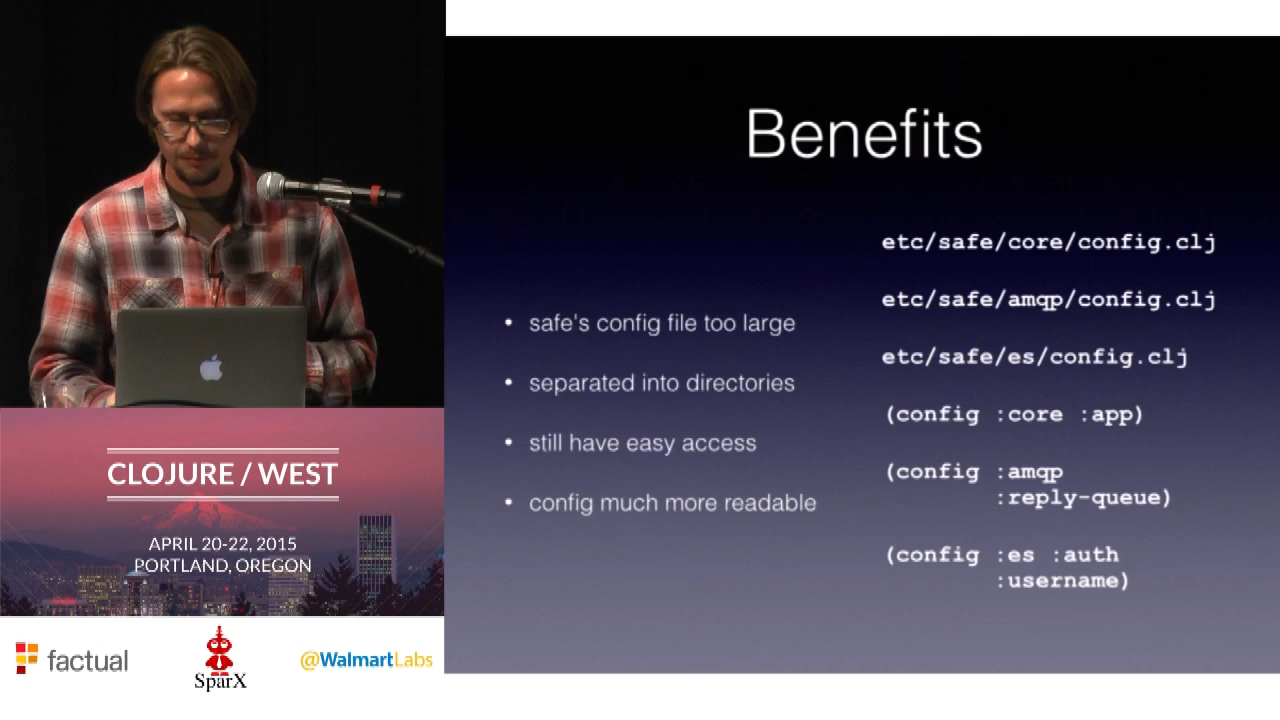 Benefits
• safe's config file too large
• separated into directories
• still have easy access
• config much more readable
etc/safe/core/config.clj
etc/safe/amqp/config.clj
etc/safe/es/config.clj
(config :core :app)
(config :amqp
:reply-queue)
(config :es :auth
:username)
CLOJURE / WEST
APRIL 20-22, 2015
PORTLAND, OREGON
factual
SparX
@WalmartLabs